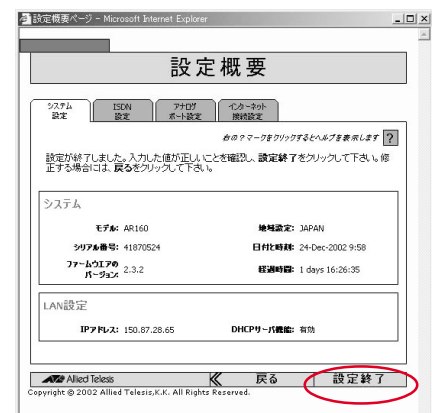 設定概要ページ - Microsoft Internet Explorer
設定概要
システム
設定
ISDN
設定
アナログ
ポート設定
インターネット
接続設定
右の?マークをクリックするとヘルプを表示します ?
設定が終了しました。入力した値が正しいことを確認し、設定終了をクリックして下さい。修
正する場合には、戻るをクリックして下さい。
システム
モデル: AR160
地域設定: JAPAN
シリアル番号: 41870524
日付と時刻: 24-Dec-2002 9:58
ファームウェアの
バージョン: 2.3.2
経過時間: 1 days 16:26:35
LAN設定
IPアドレス: 150.87.28.65
DHCPサーバ機能: 有効
Allied Telesis
戻る
設定終了
Copyright © 2002 Allied Telesis,K.K. All Rights Reserved.